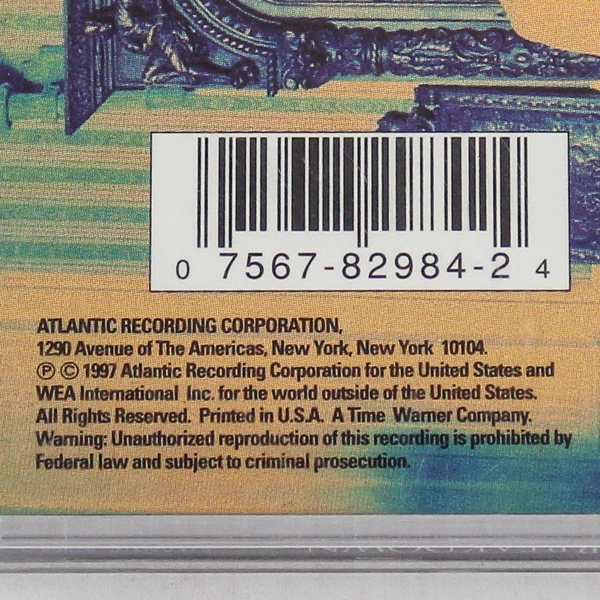 0 7567-82984-2 4
ATLANTIC RECORDING CORPORATION,
1290 Avenue of The Americas, New York, New York 10104.
℗ © 1997 Atlantic Recording Corporation for the United States and
WEA International Inc. for the world outside of the United States.
All Rights Reserved. Printed in U.S.A. A Time Warner Company.
Warning: Unauthorized reproduction of this recording is prohibited by
Federal law and subject to criminal prosecution.